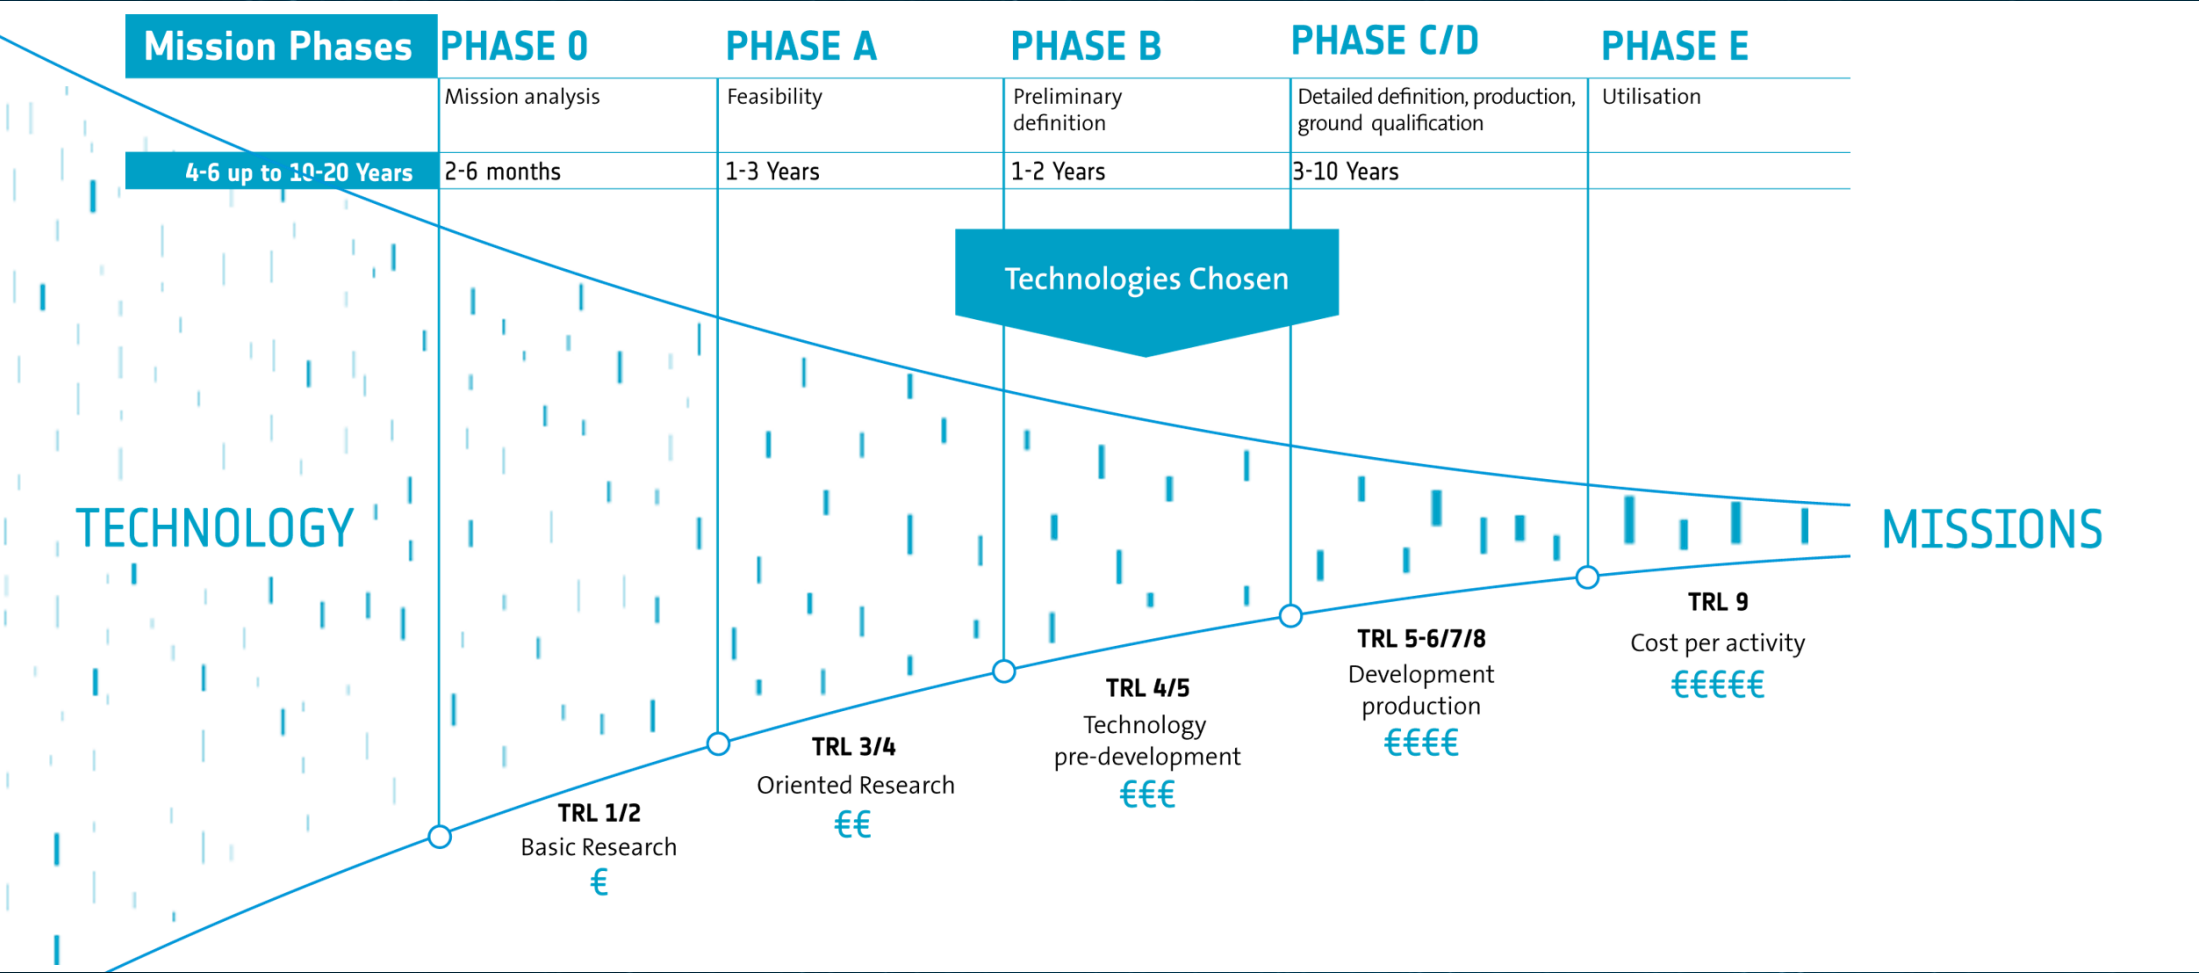 Mission Phases
PHASE 0
PHASE A
PHASE B
PHASE C/D
PHASE E
Mission analysis
Feasibility
Preliminary
definition
Detailed definition, production,
ground qualification
Utilisation
4-6 up to 10-20 Years
2-6 months
1-3 Years
1-2 Years
3-10 Years
Technologies Chosen
TECHNOLOGY
MISSIONS
TRL 1/2
Basic Research
€
TRL 3/4
Oriented Research
€€
TRL 4/5
Technology
pre-development
€€€
TRL 5-6/7/8
Development
production
€€€€
TRL 9
Cost per activity
€€€€€